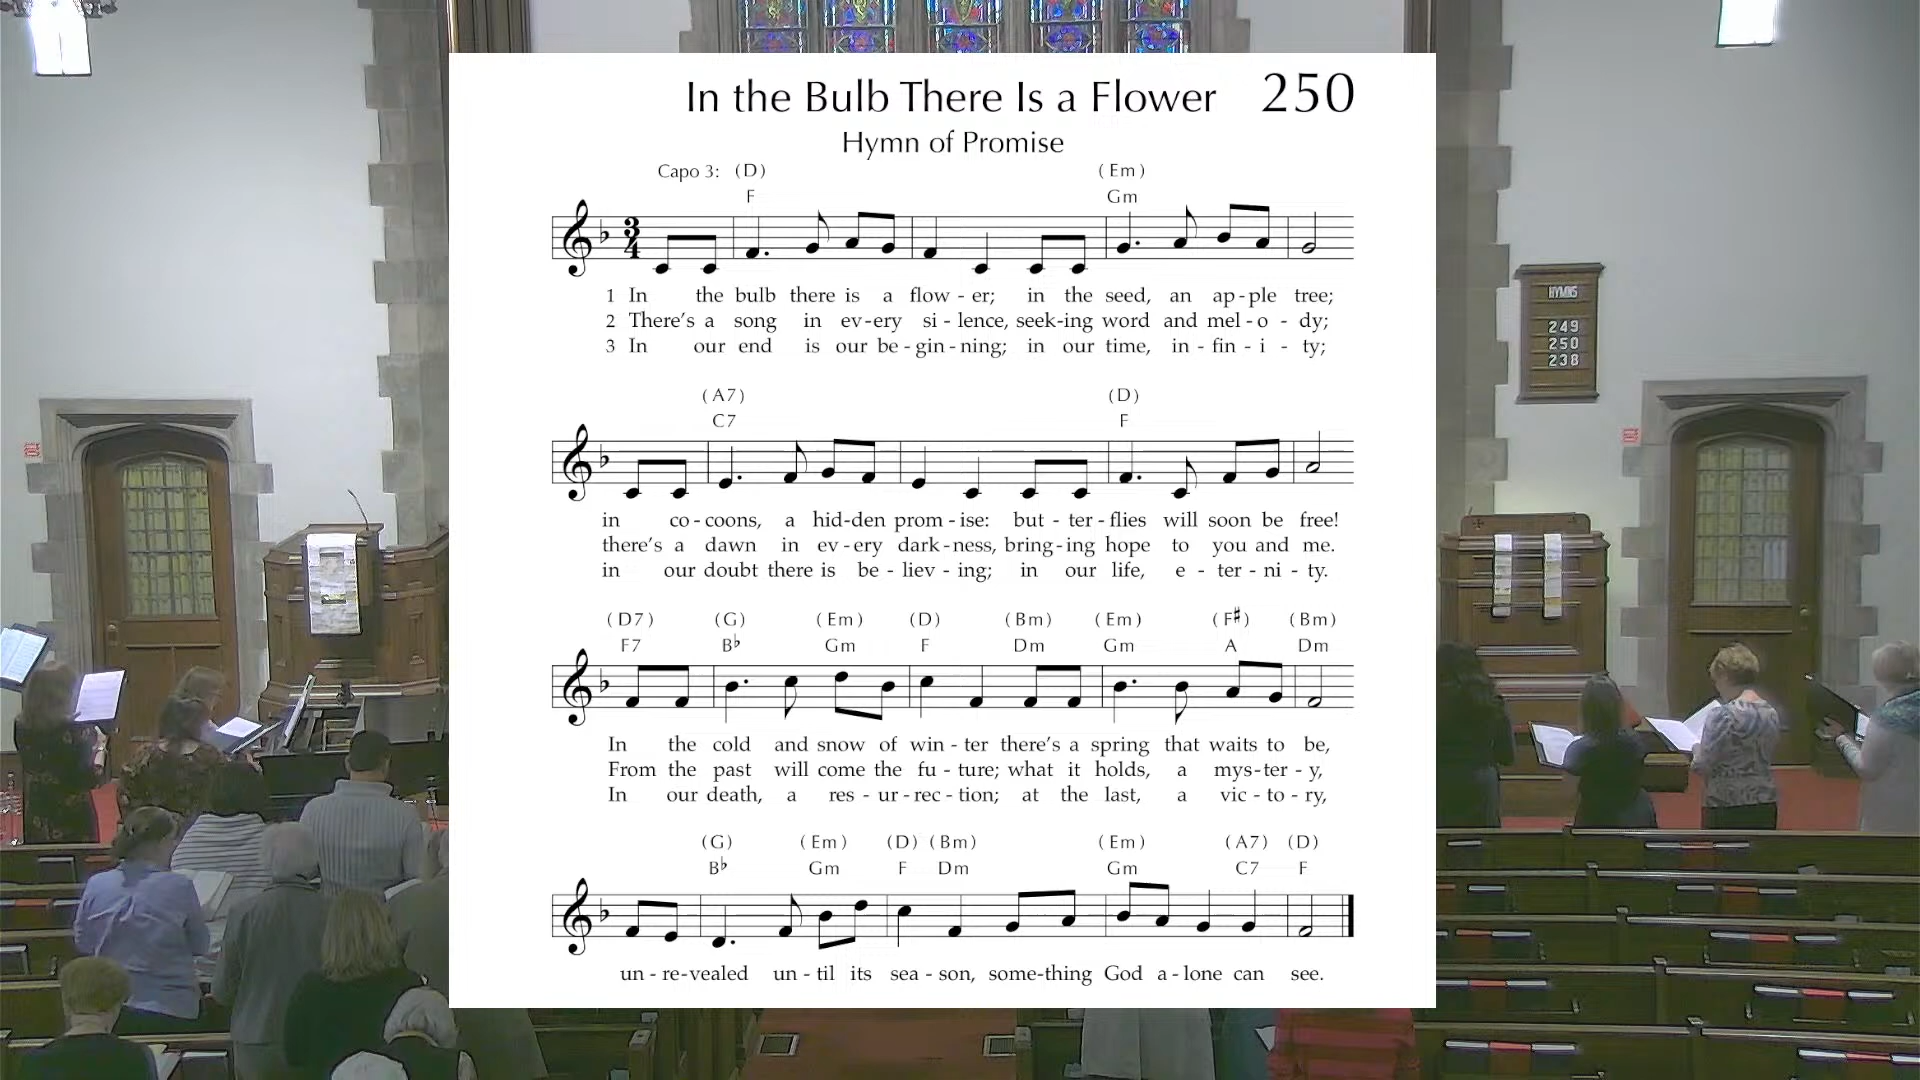 In the Bulb There Is a Flower 250
Hymn of Promise
Capo 3: (D) (Em)
F Gm
3
4
1 In the bulb there is a flow - er; in the seed, an ap - ple tree;
2 There's a song in ev - ery si - lence, seek - ing word and mel - o - dy;
3 In our end is our be - gin - ning; in our time, in - fin - i - ty;
(A7) (D)
C7 F
in co - coons, a hid - den prom - ise: but - ter - flies will soon be free!
there's a dawn in ev - ery dark - ness, bring - ing hope to you and me.
in our doubt there is be - liev - ing; in our life, e - ter - ni - ty.
(D7) (G) (Em) (D) (Bm) (Em) (F♯) (Bm)
F7 B♭ Gm F Dm Gm A Dm
In the cold and snow of win - ter there's a spring that waits to be,
From the past will come the fu - ture; what it holds, a mys - ter - y,
In our death, a res - ur - rec - tion; at the last, a vic - to - ry,
(G) (Em) (D) (Bm) (Em) (A7) (D)
B♭ Gm F Dm Gm C7 F
un - re - vealed un - til its sea - son, some - thing God a - lone can see.
HYMNS
249
250
238